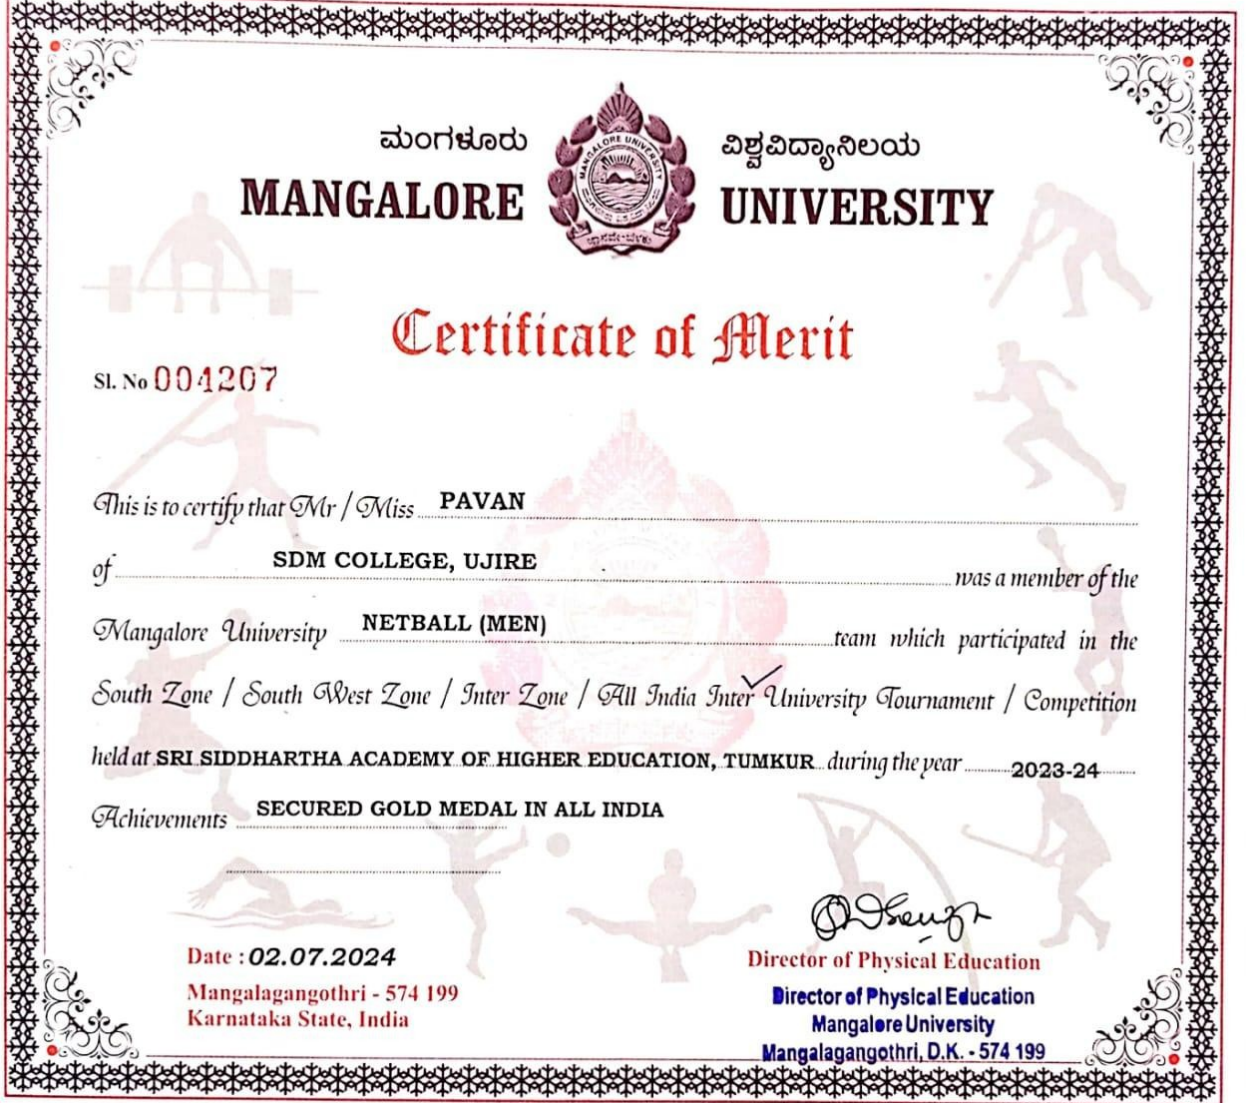 ಮಂಗಳೂರು ವಿಶ್ವವಿದ್ಯಾನಿಲಯ
MANGALORE UNIVERSITY
MANGALORE UNIVERSITY
Certificate of Merit
Sl. No 004207
This is to certify that Mr / Miss PAVAN
of SDM COLLEGE, UJIRE was a member of the
Mangalore University NETBALL (MEN) team which participated in the
South Zone / South West Zone / Inter Zone / All India Inter University Tournament / Competition
held at SRI SIDDHARTHA ACADEMY OF HIGHER EDUCATION, TUMKUR during the year 2023-24
Achievements SECURED GOLD MEDAL IN ALL INDIA
Date : 02.07.2024
Mangalagangothri - 574 199
Karnataka State, India
Director of Physical Education
Director of Physical Education
Mangalore University
Mangalagangothri, D.K. - 574 199